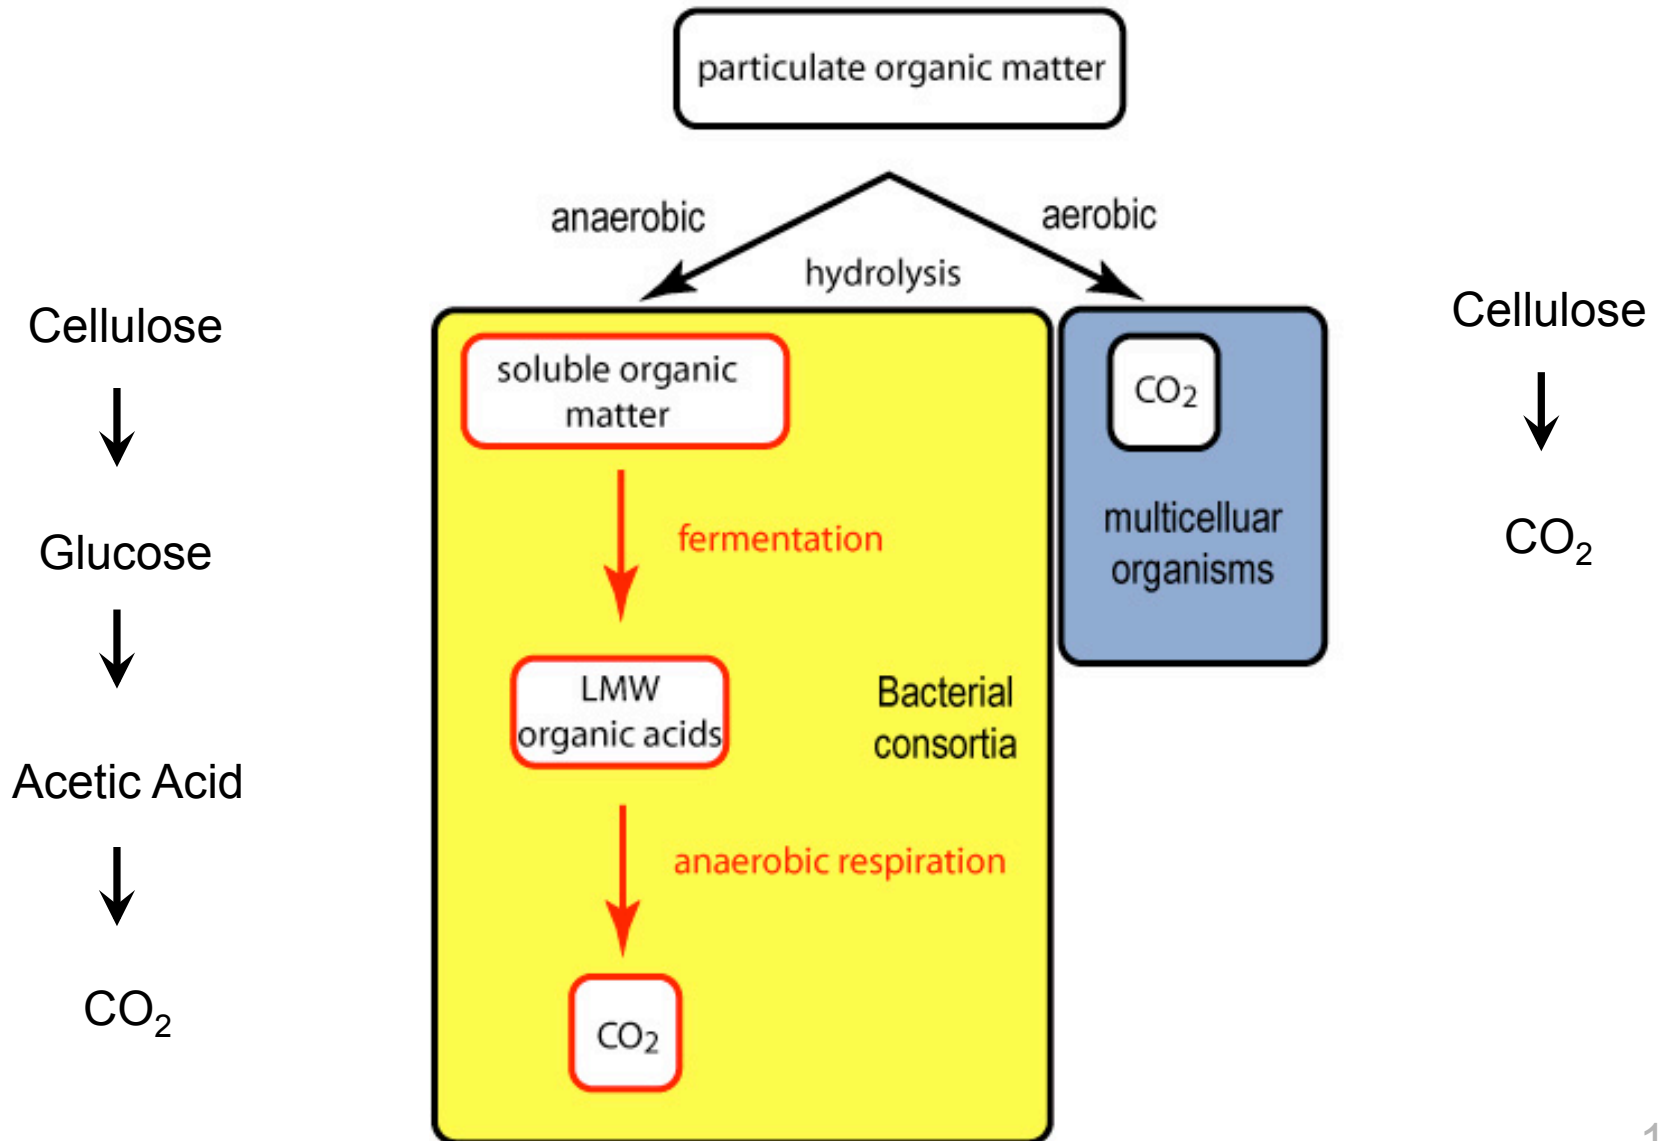 particulate organic matter
anaerobic
aerobic
hydrolysis
Cellulose
Glucose
Acetic Acid
CO₂
soluble organic
matter
fermentation
LMW
organic acids
Bacterial
consortia
anaerobic respiration
CO₂
CO₂
multicelluar
organisms
Cellulose
CO₂
1